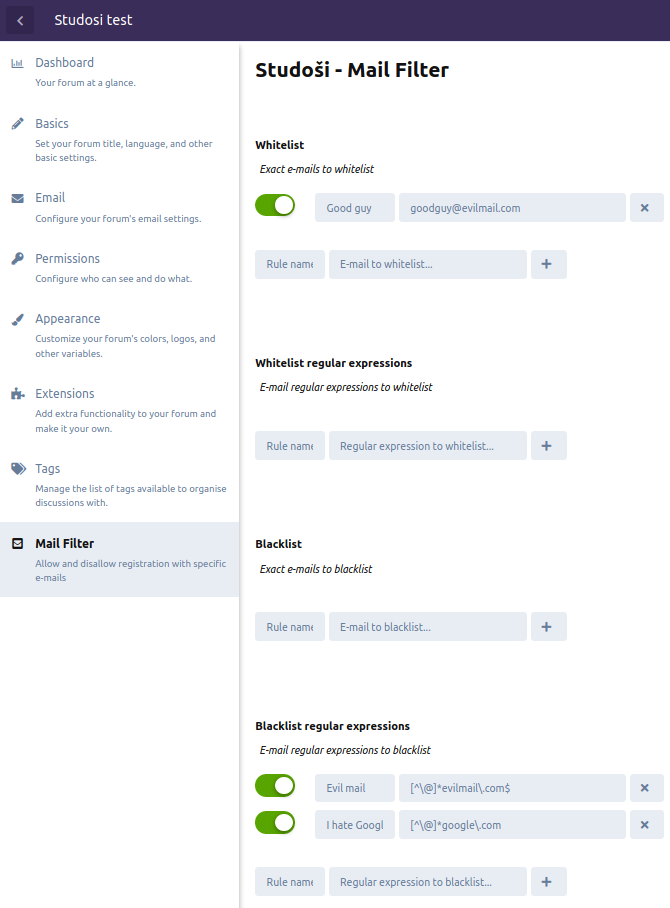 Studosi test
Dashboard
Your forum at a glance.
Basics
Set your forum title, language, and other
basic settings.
Email
Configure your forum's email settings.
Permissions
Configure who can see and do what.
Appearance
Customize your forum's colors, logos, and
other variables.
Extensions
Add extra functionality to your forum and
make it your own.
Tags
Manage the list of tags available to organise
discussions with.
Mail Filter
Allow and disallow registration with specific
e-mails
Studoši - Mail Filter
Whitelist
Exact e-mails to whitelist
Good guy goodguy@evilmail.com
Rule name E-mail to whitelist...
Whitelist regular expressions
E-mail regular expressions to whitelist
Rule name Regular expression to whitelist...
Blacklist
Exact e-mails to blacklist
Rule name E-mail to blacklist...
Blacklist regular expressions
E-mail regular expressions to blacklist
Evil mail [^\@]*evilmail\.com$
I hate Googl [^\@]*google\.com
Rule name Regular expression to blacklist...